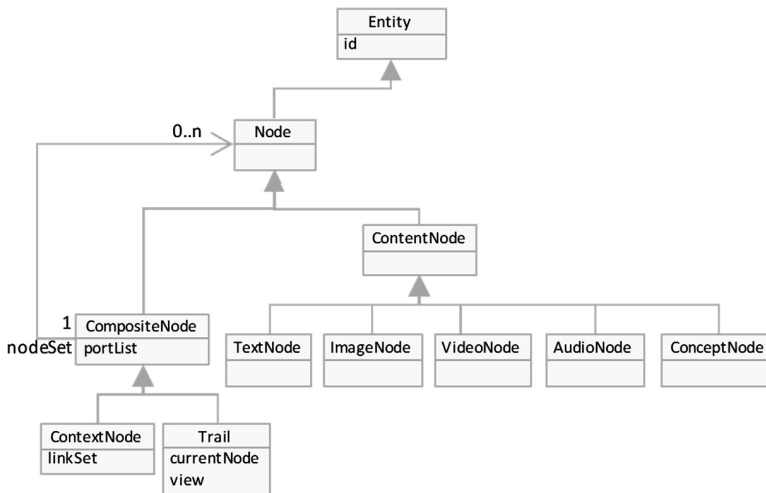 Entity
id
0..n
Node
ContentNode
1
CompositeNode
nodeSet
portList
TextNode
ImageNode
VideoNode
AudioNode
ConceptNode
ContextNode
linkSet
Trail
currentNode
view